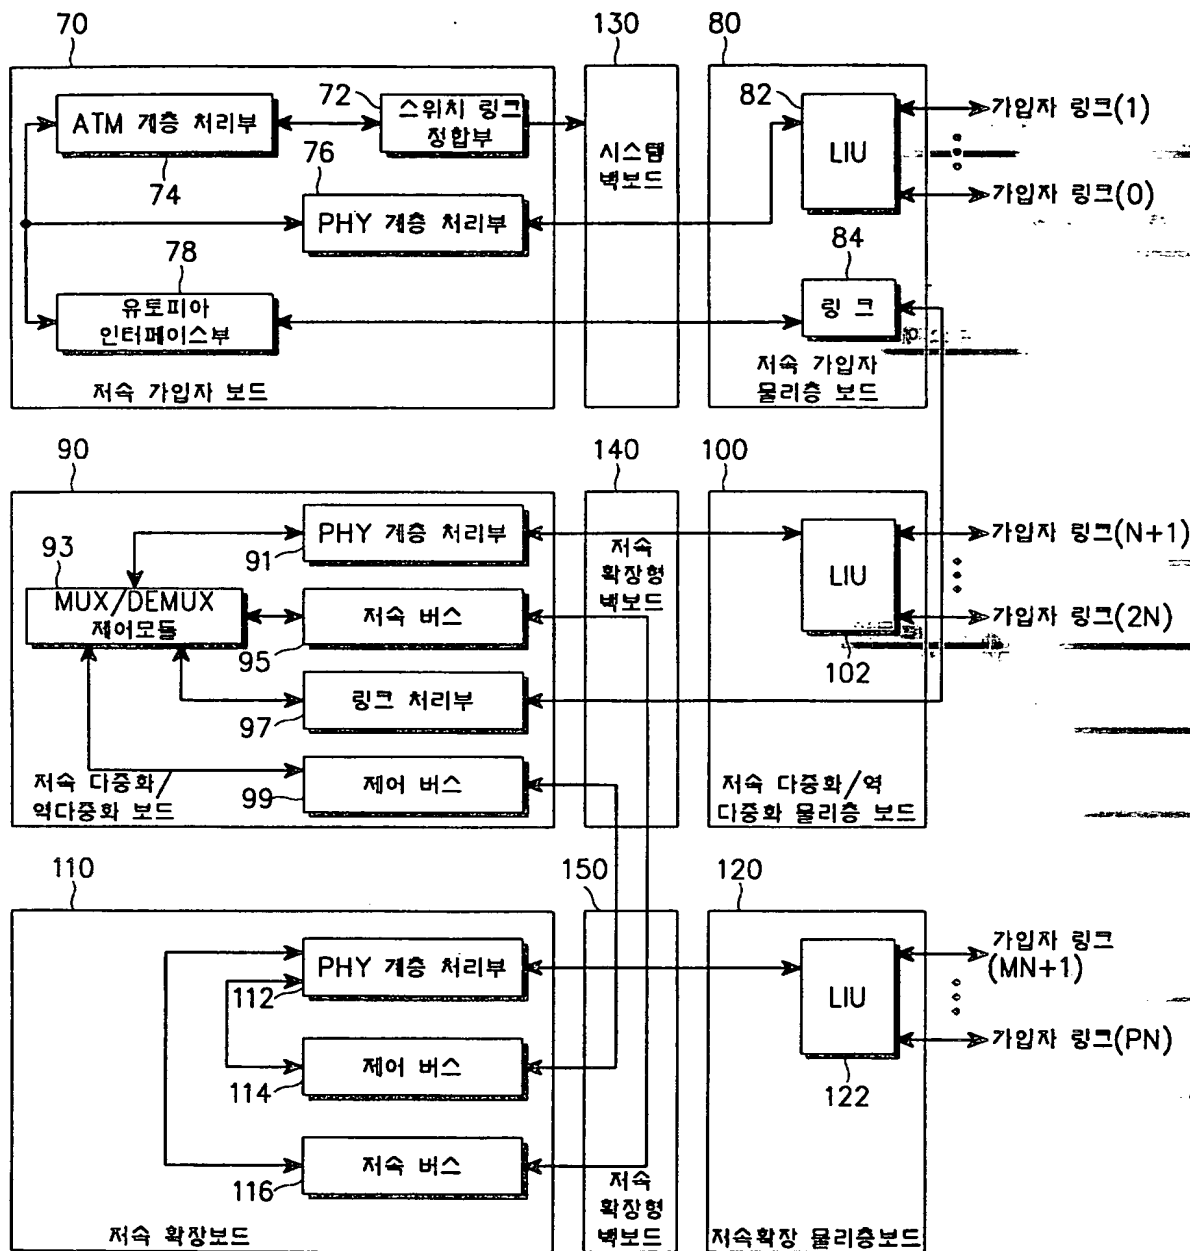 70
130
80
ATM 계층 처리부
72
스위치 링크
정합부
74
76
PHY 계층 처리부
78
유토피아
인터페이스부
저속 가입자 보드
시스템
백보드
82
LIU
84
링 크
저속 가입자
물리층 보드
가입자 링크(1)
가입자 링크(0)
90
140
100
PHY 계층 처리부
91
93
MUX/DEMUX
제어모듈
저속 버스
95
링크 처리부
97
제어 버스
99
저속 다중화/
역다중화 보드
저속
확장형
백보드
LIU
102
저속 다중화/역
다중화 물리층 보드
가입자 링크(N+1)
가입자 링크(2N)
110
150
120
PHY 계층 처리부
112
제어 버스
114
저속 버스
116
저속 확장보드
저속
확장형
백보드
LIU
122
저속확장 물리층보드
가입자 링크
(MN+1)
가입자 링크(PN)